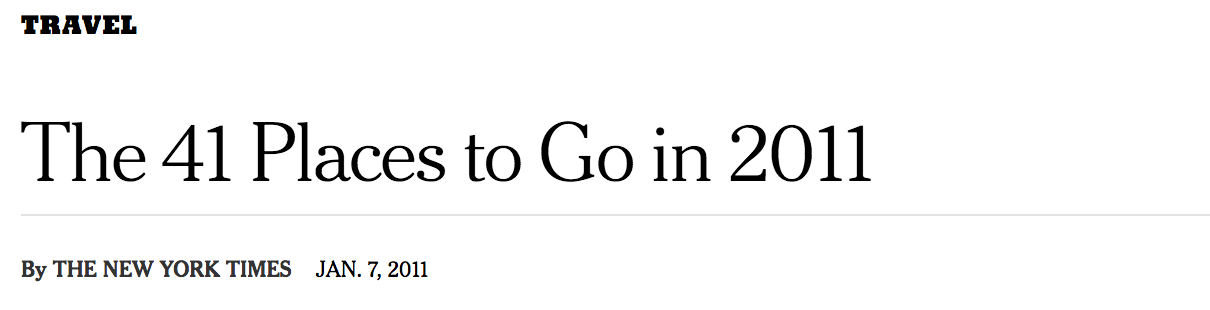 TRAVEL
The 41 Places to Go in 2011
By THE NEW YORK TIMES JAN. 7, 2011